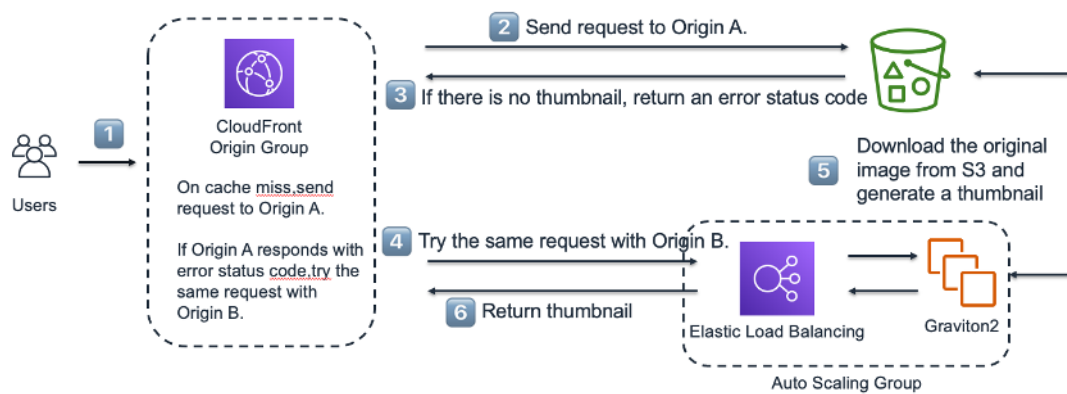 1
Users
CloudFront
Origin Group
On cache miss,send
request to Origin A.
If Origin A responds with
error status code,try the
same request with
Origin B.
2 Send request to Origin A.
3 If there is no thumbnail, return an error status code
4 Try the same request with Origin B.
5 Download the original
image from S3 and
generate a thumbnail
6 Return thumbnail
Elastic Load Balancing
Graviton2
Auto Scaling Group